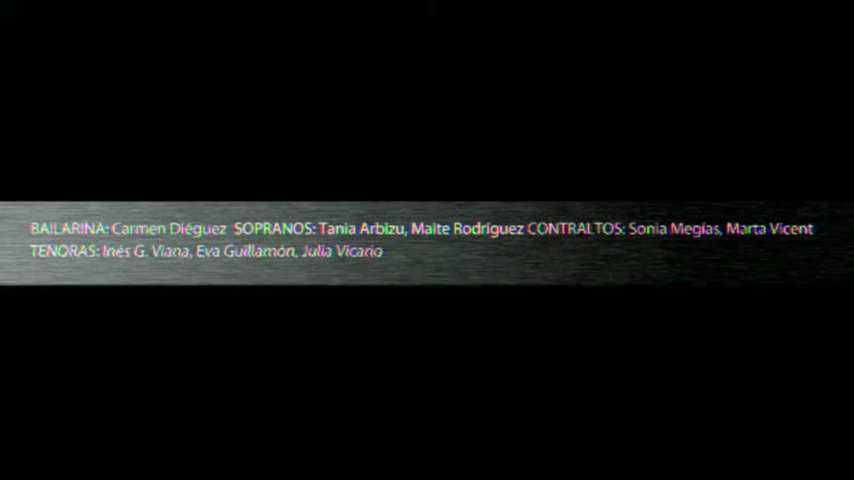 BAILARINA: Carmen Diéguez SOPRANOS: Tania Arbizu, Maite Rodríguez CONTRALTOS: Sonia Megías, Marta Vicent
TENORAS: Inés G. Viana, Eva Guillamón, Julia Vicario